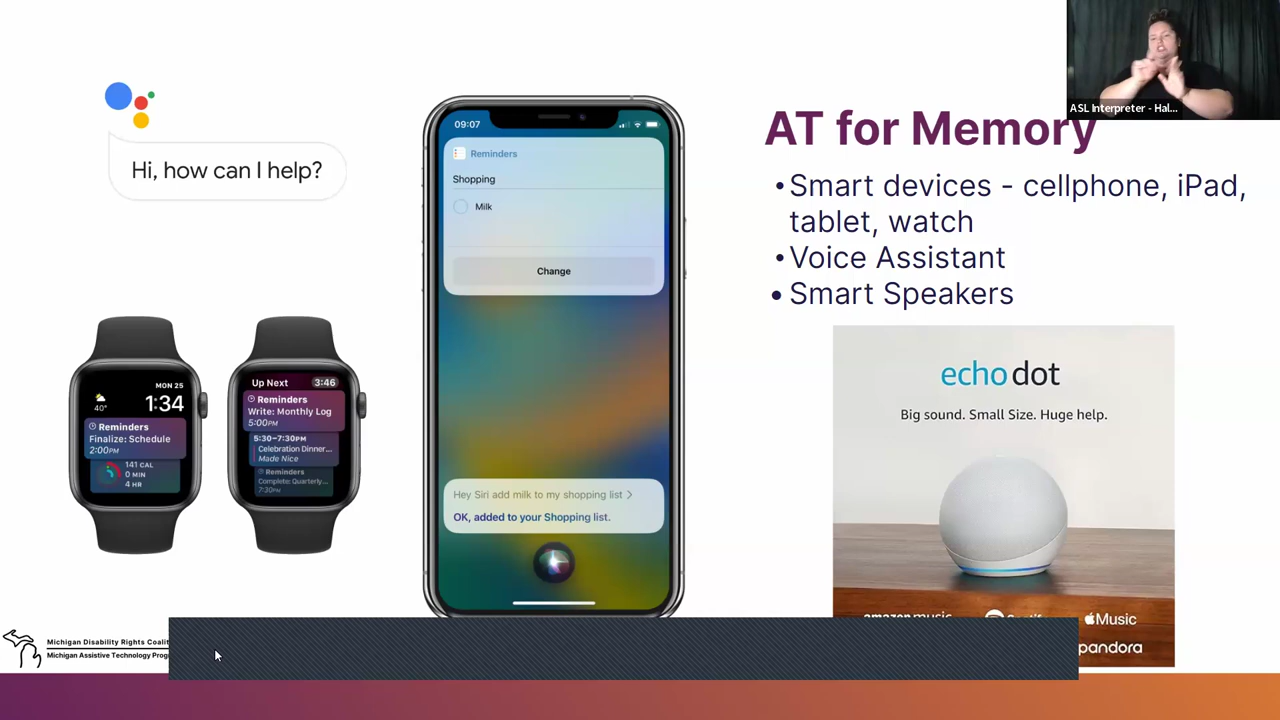 ASL Interpreter - Hal...
Hi, how can I help?
MON 25
40°
1:34
Reminders
Finalize: Schedule
2:00PM
141 CAL
0 MIN
4 HR
Up Next
3:46
Reminders
Write: Monthly Log
5:00PM
5:30–7:30PM
Celebration Dinner...
Made Nice
Reminders
Complete: Quarterly...
7:30PM
09:07
Reminders
Shopping
Milk
Change
Hey Siri add milk to my shopping list >
OK, added to your Shopping list.
AT for Memory
•Smart devices - cellphone, iPad,
tablet, watch
•Voice Assistant
•Smart Speakers
echo dot
Big sound. Small Size. Huge help.
amazon music
Spotify
Music
pandora
Michigan Disability Rights Coalit
Michigan Assistive Technology Prog